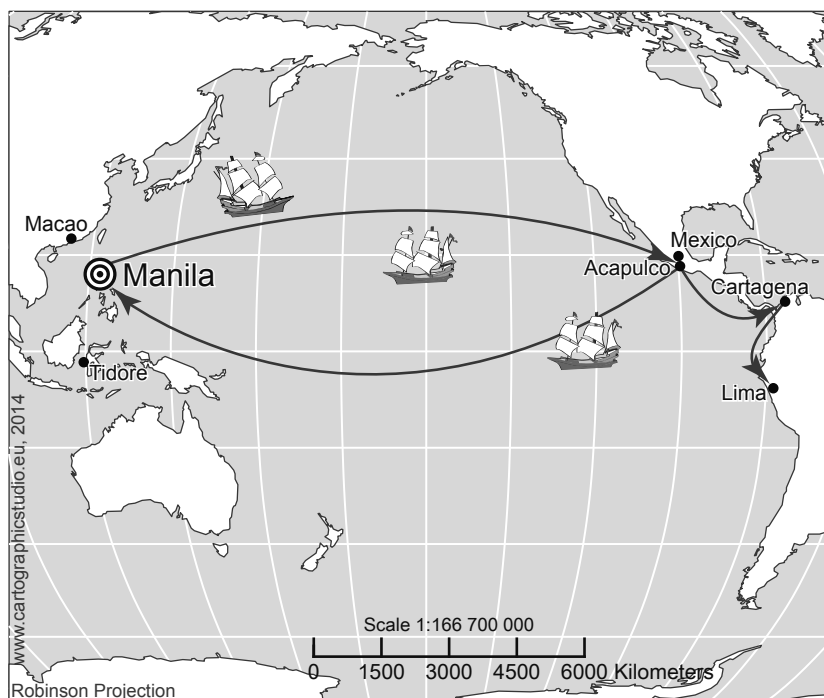 Macao
Manila
Mexico
Acapulco
Cartagena
Tidore
Lima
www.cartographicstudio.eu, 2014
Scale 1:166 700 000
0 1500 3000 4500 6000 Kilometers
Robinson Projection